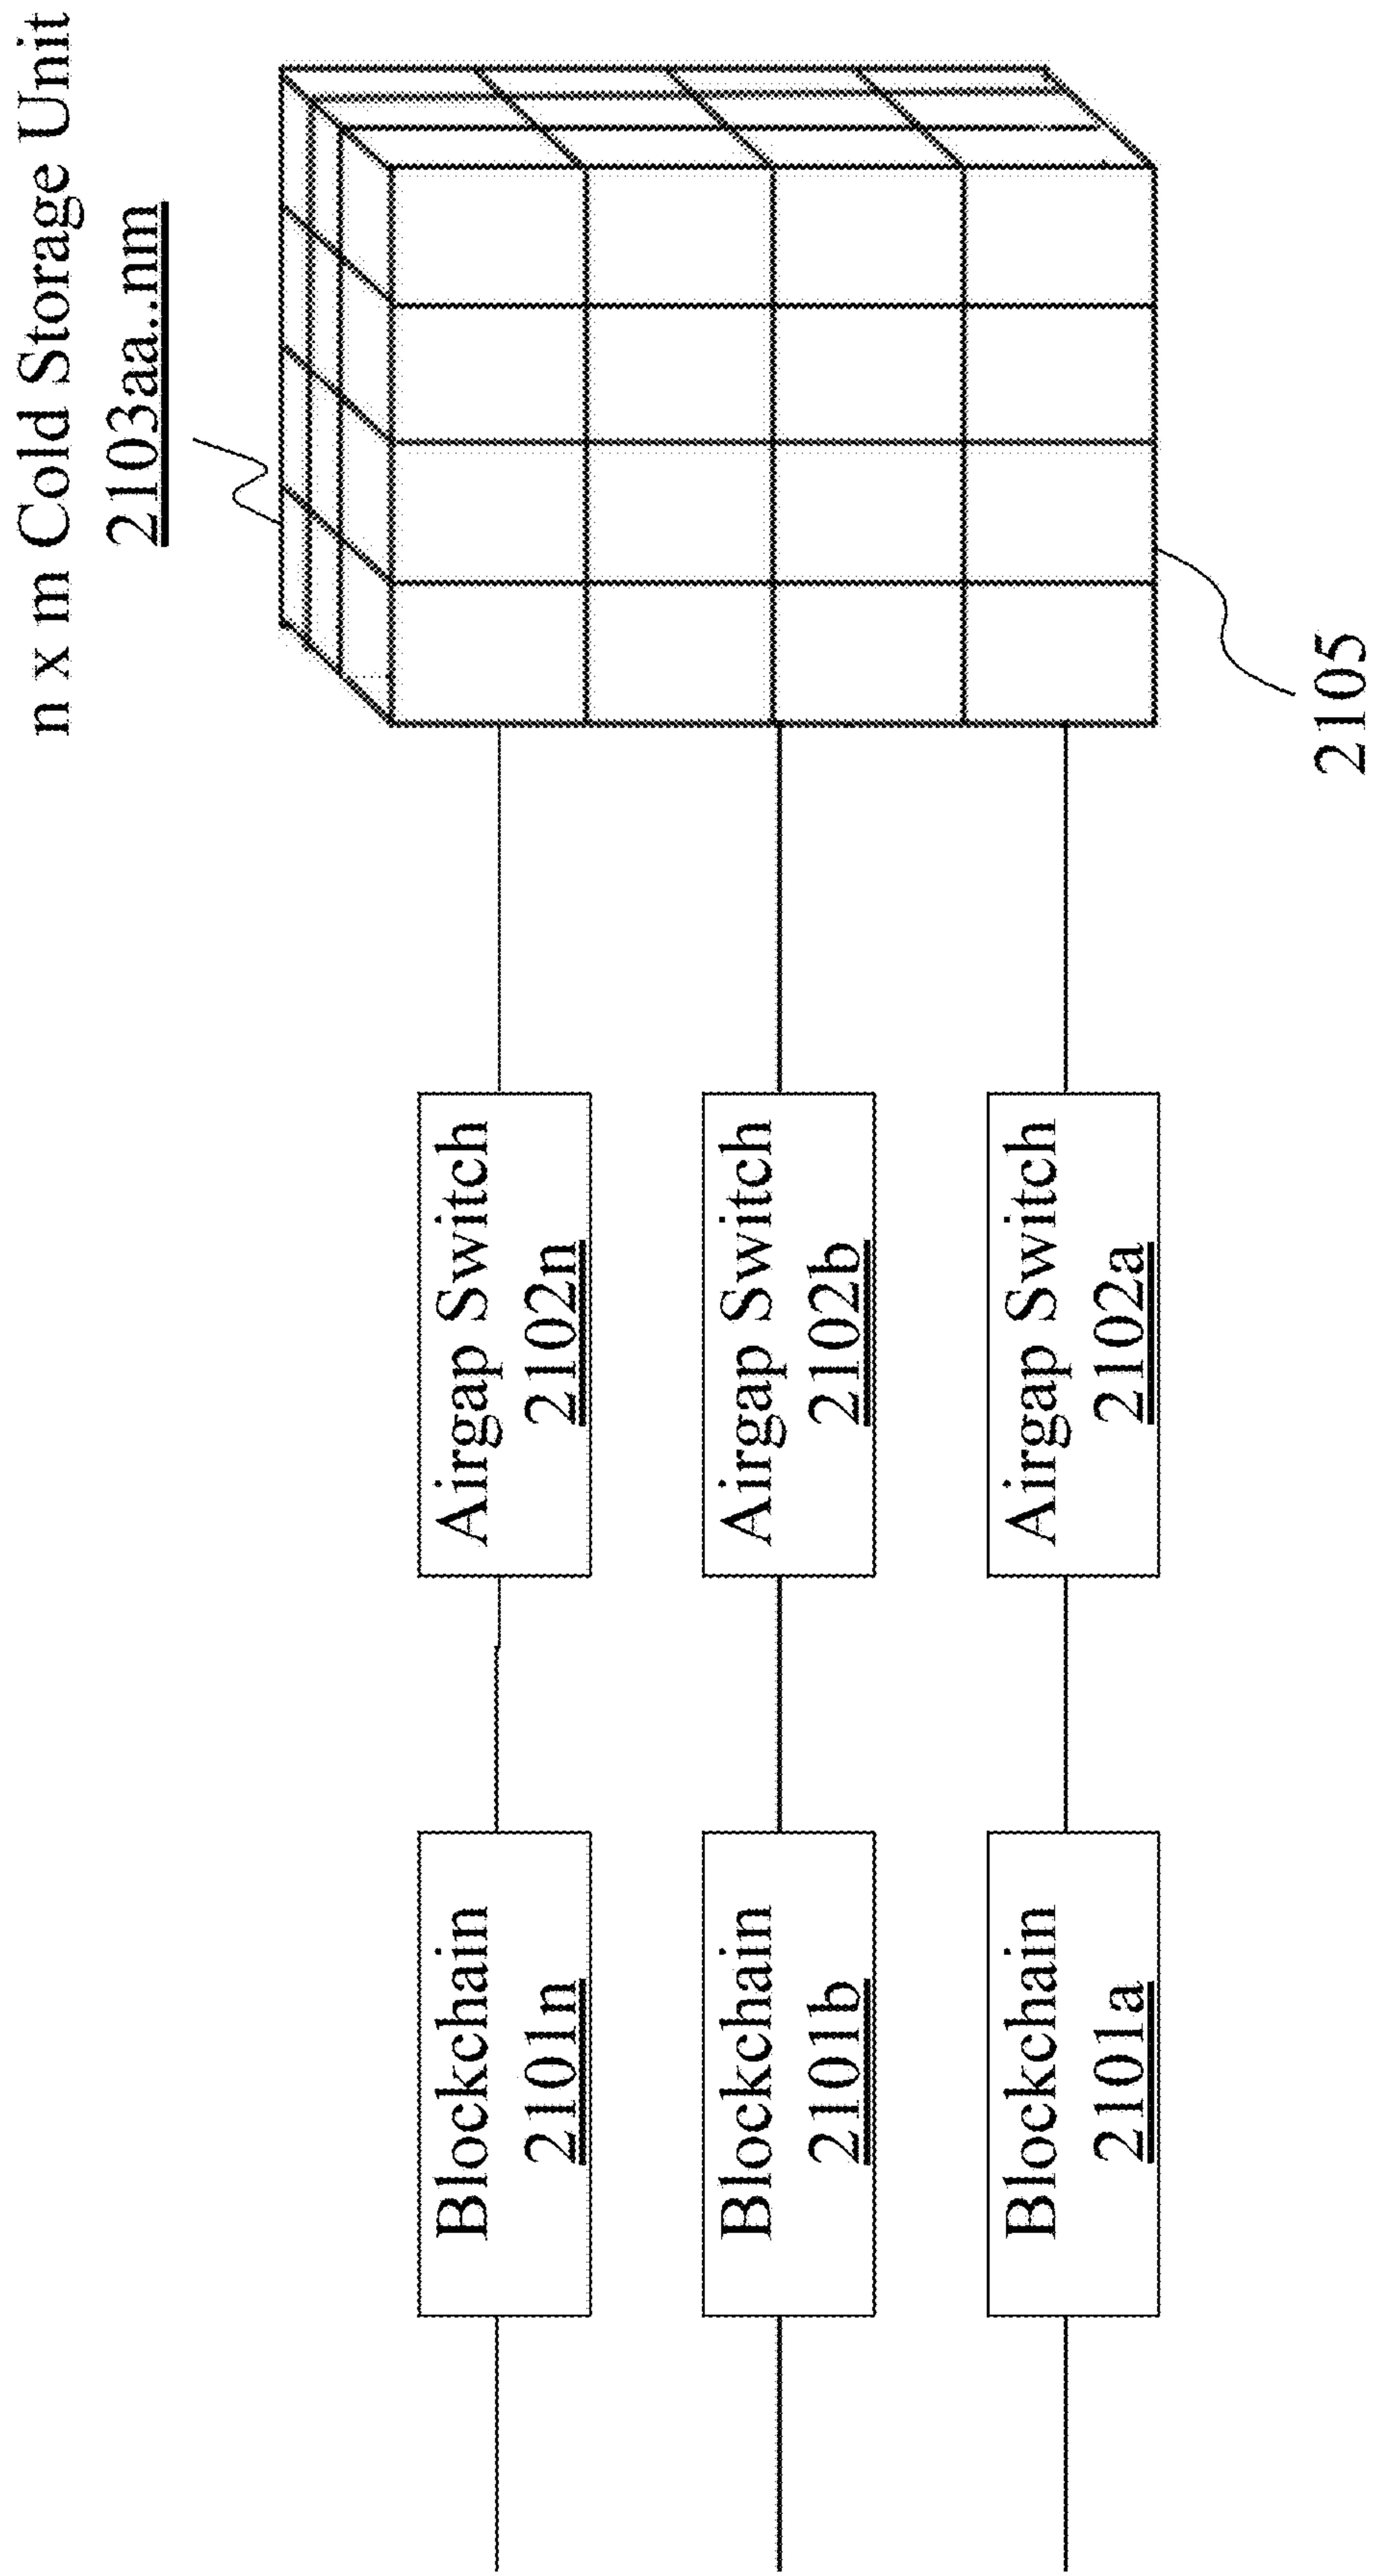 n x m Cold Storage Unit
2103aa..nm
Blockchain
2101n
Airgap Switch
2102n
Blockchain
2101b
Airgap Switch
2102b
Blockchain
2101a
Airgap Switch
2102a
2105